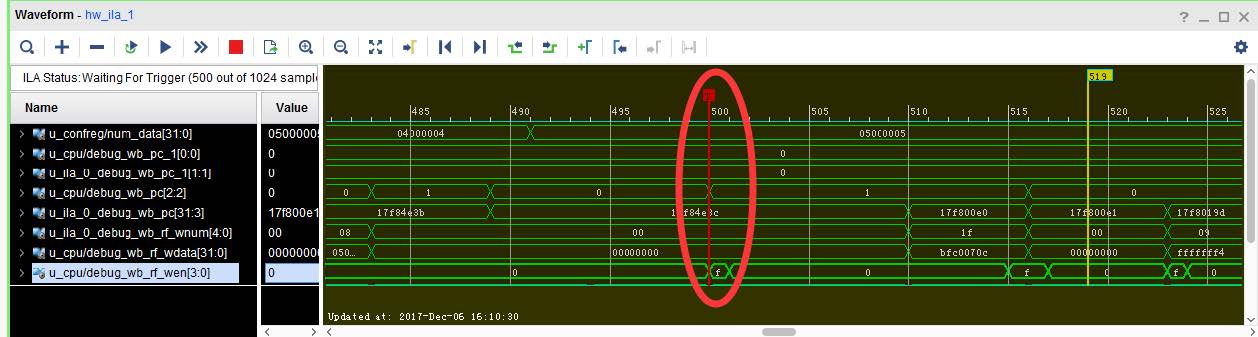 Waveform - hw_ila_1
ILA Status:Waiting For Trigger (500 out of 1024 sampl
Name Value
519
485 490 495 500 505 510 515 520 525
u_confreg/num_data[31:0] 05000005 04000004 05000005
u_cpu/debug_wb_pc_1[0:0] 0 0
u_ila_0_debug_wb_pc_1[1:1] 0 0
u_cpu/debug_wb_pc[2:2] 0 0 1 0 1 0
u_ila_0_debug_wb_pc[31:3] 17f800e1 17f84e3b 17f84e3c 17f800e0 17f800e1 17f8019d
u_ila_0_debug_wb_rf_wnum[4:0] 00 08 00 1f 00 09
u_cpu/debug_wb_rf_wdata[31:0] 00000000 050... 00000000 bfc0070c 00000000 fffffff4
u_cpu/debug_wb_rf_wen[3:0] 0 0 f 0 f 0 f 0
Updated at: 2017-Dec-06 16:10:30